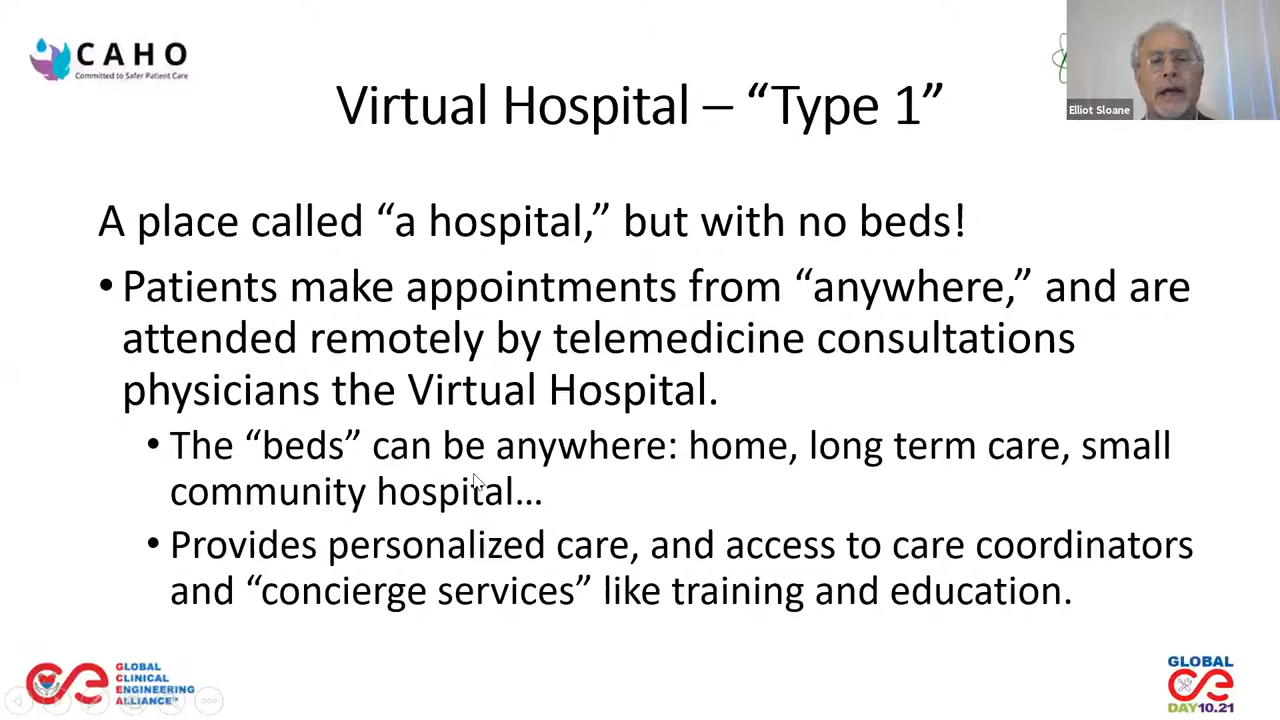 CAHO
Committed to Safer Patient Care
Elliot Sloane
Virtual Hospital – “Type 1”
A place called “a hospital,” but with no beds!
• Patients make appointments from “anywhere,” and are
attended remotely by telemedicine consultations
physicians the Virtual Hospital.
• The “beds” can be anywhere: home, long term care, small
community hospital…
• Provides personalized care, and access to care coordinators
and “concierge services” like training and education.
GLOBAL
CLINICAL
ENGINEERING
ALLIANCE
GLOBAL
CE
DAY10.21